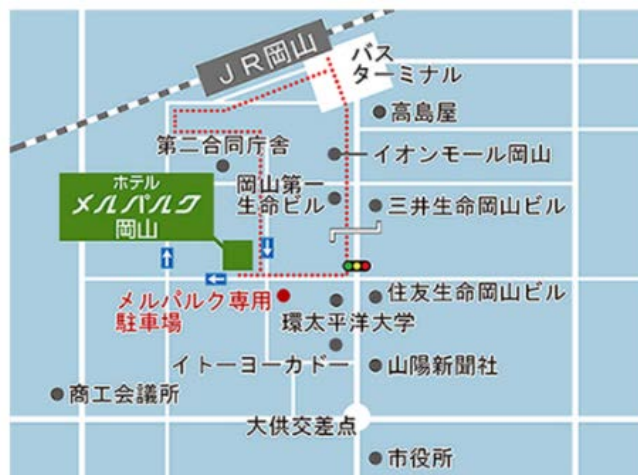 JR岡山
バス
ターミナル
高島屋
第二合同庁舎
イオンモール岡山
ホテル
メルパルク
岡山
岡山第一
生命ビル
三井生命岡山ビル
メルパルク専用
駐車場
住友生命岡山ビル
環太平洋大学
イトーヨーカドー
山陽新聞社
商工会議所
大供交差点
市役所